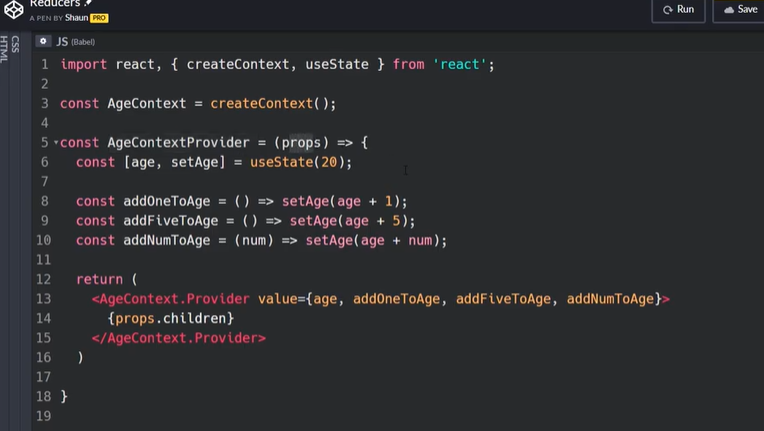 Reducers
A PEN BY Shaun PRO
Run
Save
HTML
CSS
JS (Babel)
1 import react, { createContext, useState } from 'react';
2
3 const AgeContext = createContext();
4
5 const AgeContextProvider = (props) => {
6   const [age, setAge] = useState(20);
7
8   const addOneToAge = () => setAge(age + 1);
9   const addFiveToAge = () => setAge(age + 5);
10   const addNumToAge = (num) => setAge(age + num);
11
12   return (
13     <AgeContext.Provider value={age, addOneToAge, addFiveToAge, addNumToAge}>
14       {props.children}
15     </AgeContext.Provider>
16   )
17
18 }
19